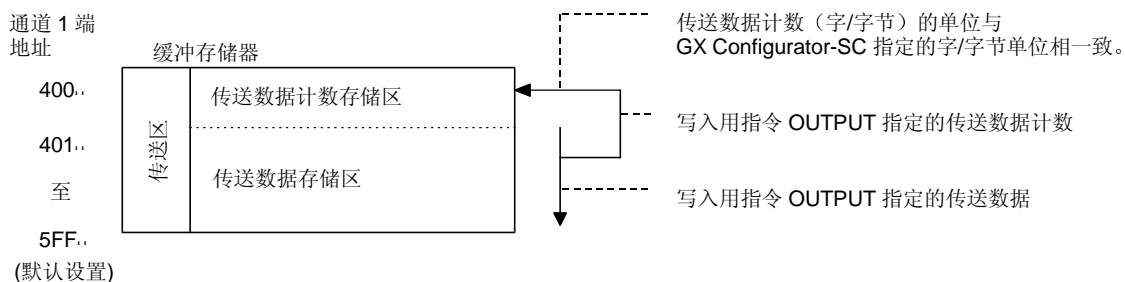 通道 1 端
地址
缓冲存储器
传送数据计数（字/字节）的单位与
GX Configurator-SC 指定的字/字节单位相一致。
400
传送数据计数存储区
写入用指令 OUTPUT 指定的传送数据计数
401
传送区
至
传送数据存储区
写入用指令 OUTPUT 指定的传送数据
5FF
(默认设置)